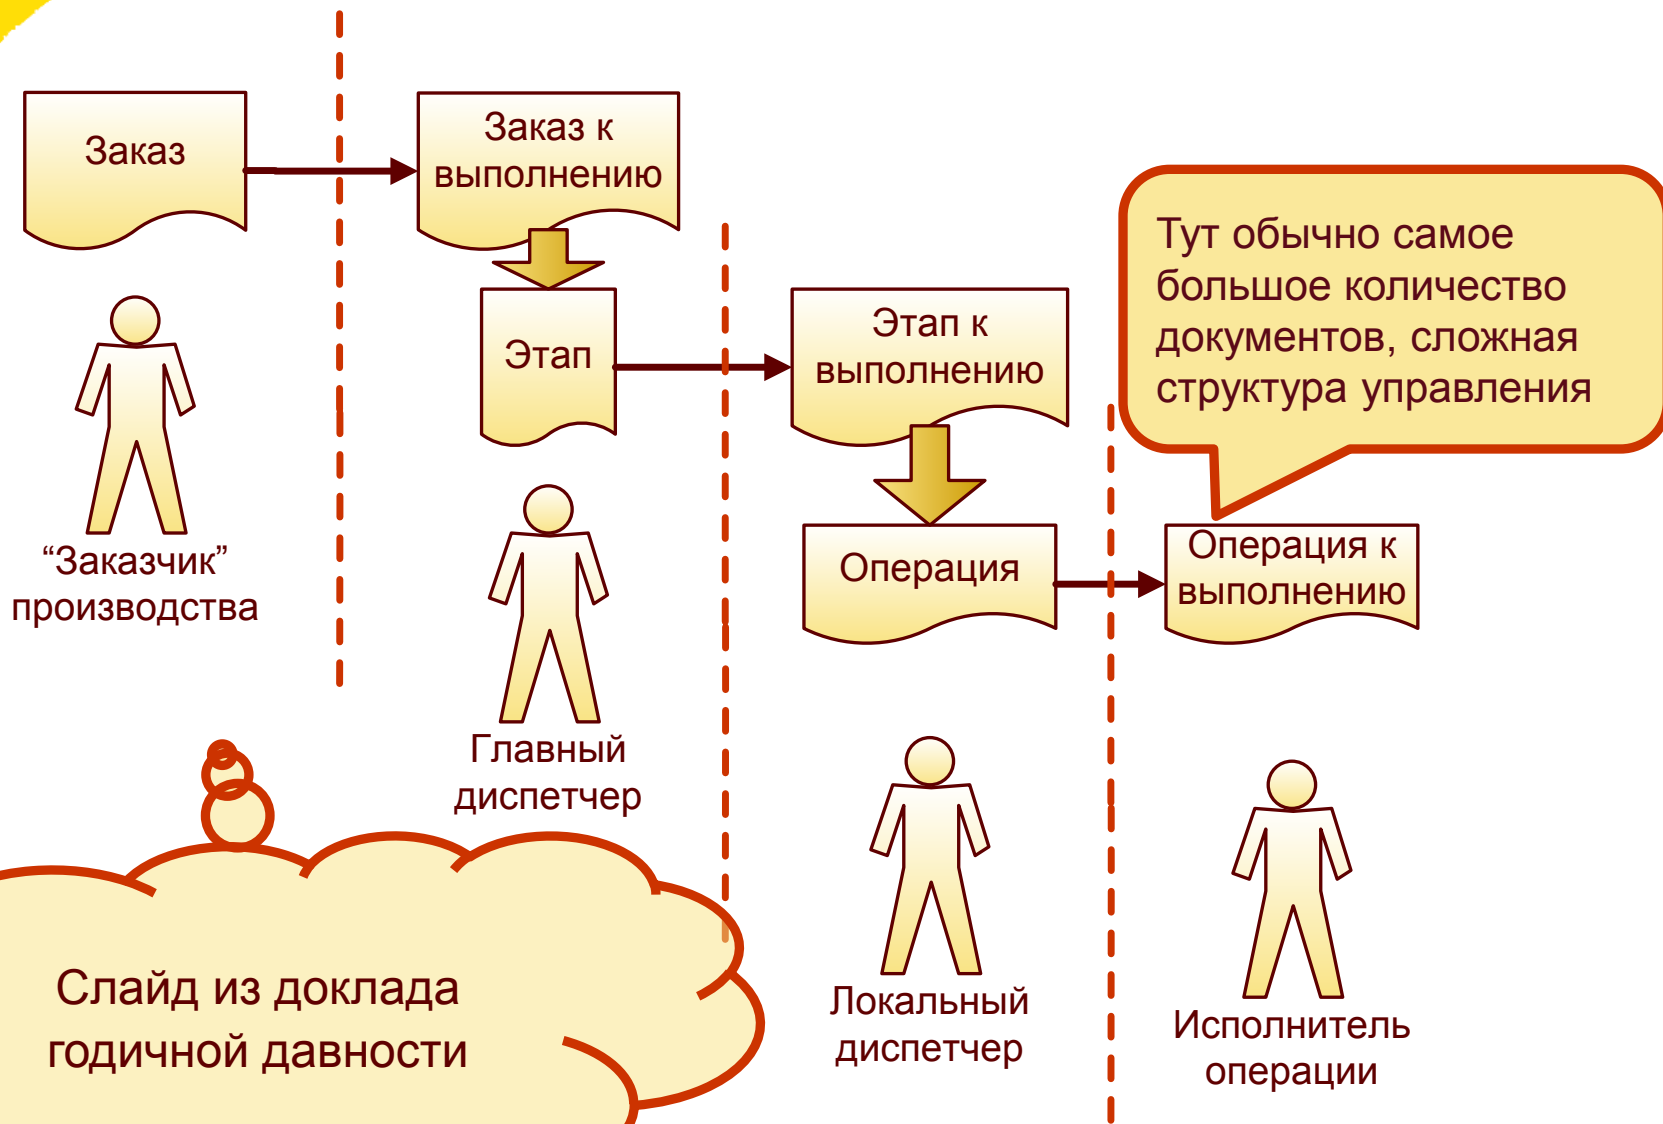 Заказ
Заказ к
выполнению
Тут обычно самое
большое количество
документов, сложная
структура управления
Этап
Этап к
выполнению
“Заказчик”
производства
Операция
Операция к
выполнению
Главный
диспетчер
Слайд из доклада
годичной давности
Локальный
диспетчер
Исполнитель
операции